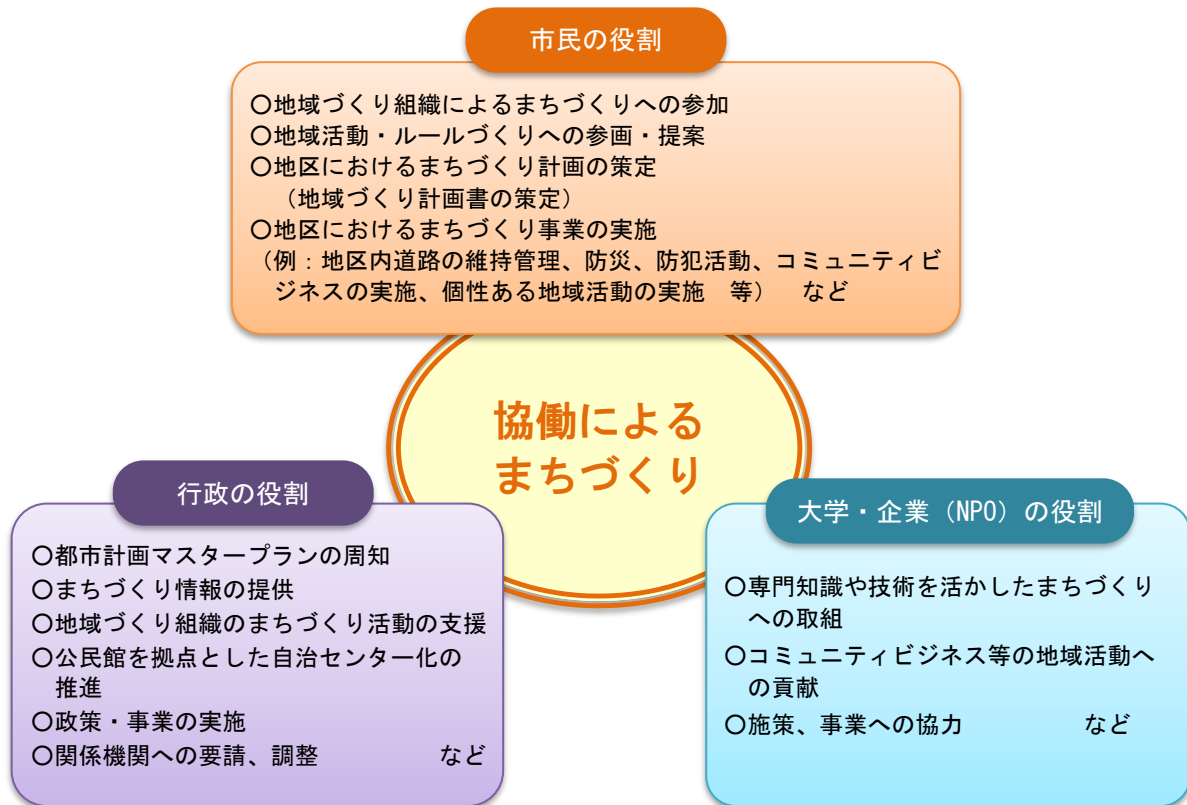 市民の役割
〇地域づくり組織によるまちづくりへの参加
〇地域活動・ルールづくりへの参画・提案
〇地区におけるまちづくり計画の策定
（地域づくり計画書の策定）
〇地区におけるまちづくり事業の実施
（例：地区内道路の維持管理、防災、防犯活動、コミュニティビ
ジネスの実施、個性ある地域活動の実施　等）　など
協働による
まちづくり
行政の役割
〇都市計画マスタープランの周知
〇まちづくり情報の提供
〇地域づくり組織のまちづくり活動の支援
〇公民館を拠点とした自治センター化の
推進
〇政策・事業の実施
〇関係機関への要請、調整　　　　　など
大学・企業（NPO）の役割
〇専門知識や技術を活かしたまちづくり
への取組
〇コミュニティビジネス等の地域活動へ
の貢献
〇施策、事業への協力　　　　　など